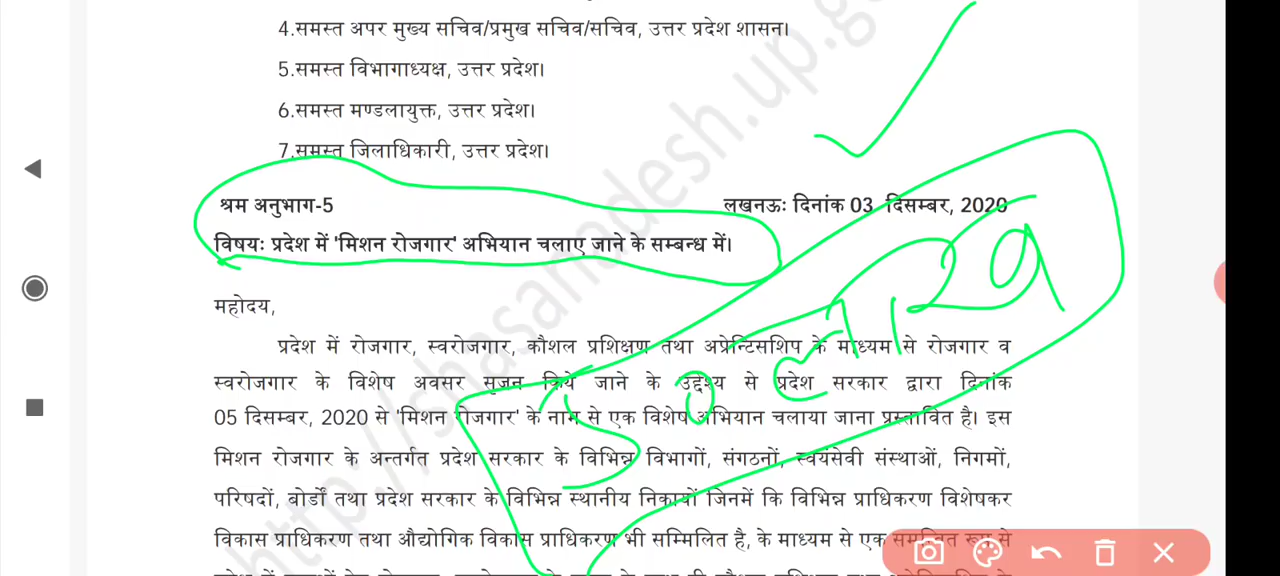 4.समस्त अपर मुख्य सचिव/प्रमुख सचिव/सचिव, उत्तर प्रदेश शासन।
5.समस्त विभागाध्यक्ष, उत्तर प्रदेश।
6.समस्त मण्डलायुक्त, उत्तर प्रदेश।
7.समस्त जिलाधिकारी, उत्तर प्रदेश।
श्रम अनुभाग-5 लखनऊः दिनांक 03 दिसम्बर, 2020
विषयः प्रदेश में 'मिशन रोजगार' अभियान चलाए जाने के सम्बन्ध में।
महोदय,
प्रदेश में रोजगार, स्वरोजगार, कौशल प्रशिक्षण तथा अप्रेन्टिसशिप के माध्यम से रोजगार व
स्वरोजगार के विशेष अवसर सृजन किये जाने के उद्देश्य से प्रदेश सरकार द्वारा दिनांक
05 दिसम्बर, 2020 से 'मिशन रोजगार' के नाम से एक विशेष अभियान चलाया जाना प्रस्तावित है। इस
मिशन रोजगार के अन्तर्गत प्रदेश सरकार के विभिन्न विभागों, संगठनों, स्वयंसेवी संस्थाओं, निगमों,
परिषदों, बोर्डों तथा प्रदेश सरकार के विभिन्न स्थानीय निकायों जिनमें कि विभिन्न प्राधिकरण विशेषकर
विकास प्राधिकरण तथा औद्योगिक विकास प्राधिकरण भी सम्मिलित है, के माध्यम से एक समन्वित रूप से
http://shasanadesh.up.g